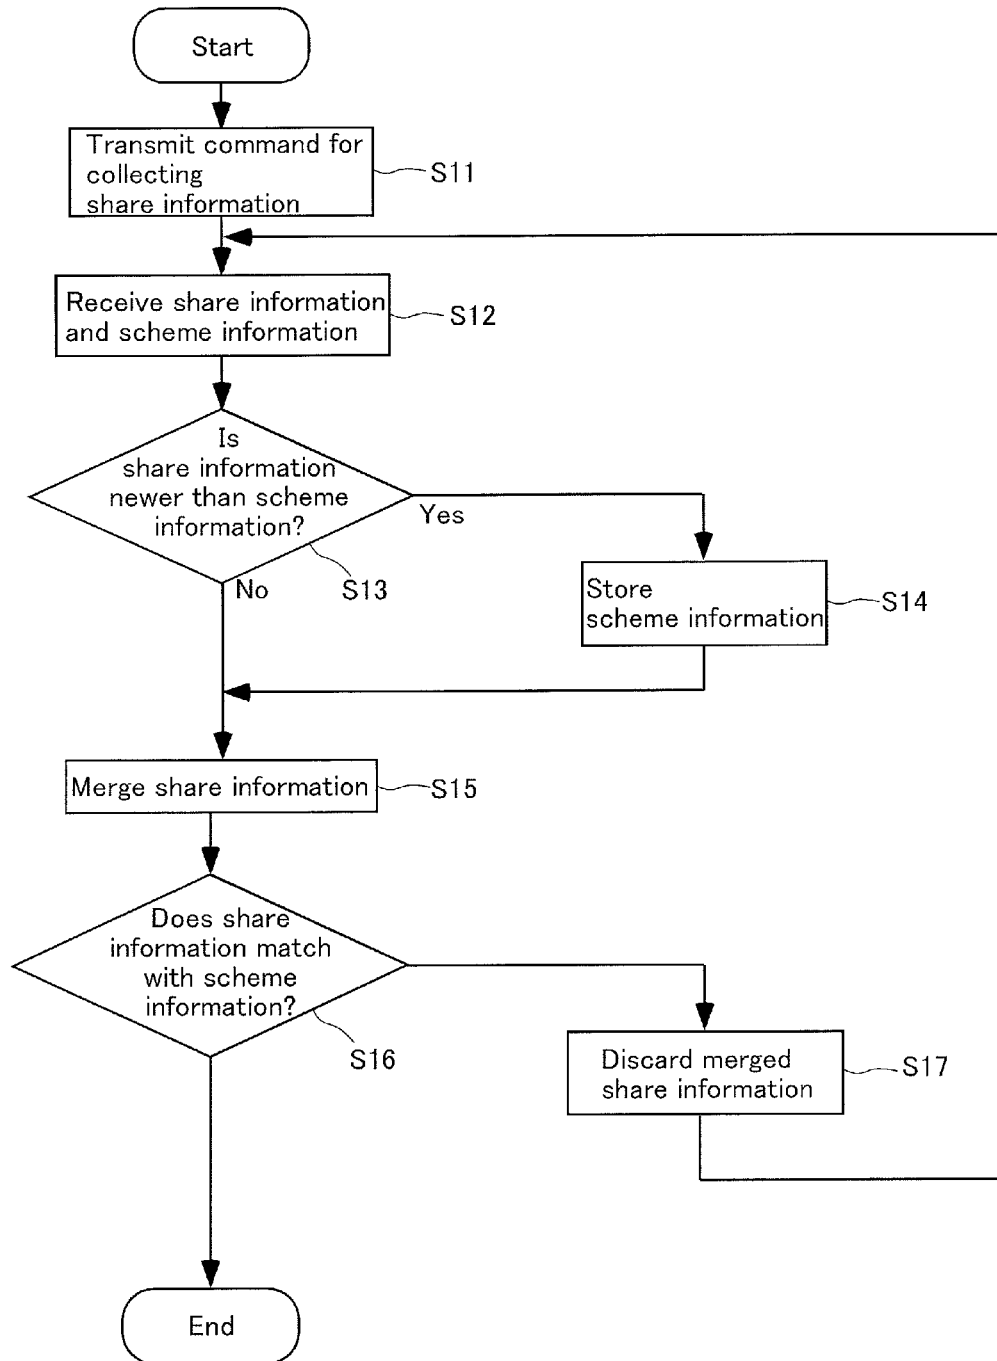 Start
Transmit command for
collecting
share information
S11
Receive share information
and scheme information
S12
Is
share information
newer than scheme
information?
Yes
No
S13
Store
scheme information
S14
Merge share information
S15
Does share
information match
with scheme
information?
S16
Discard merged
share information
S17
End